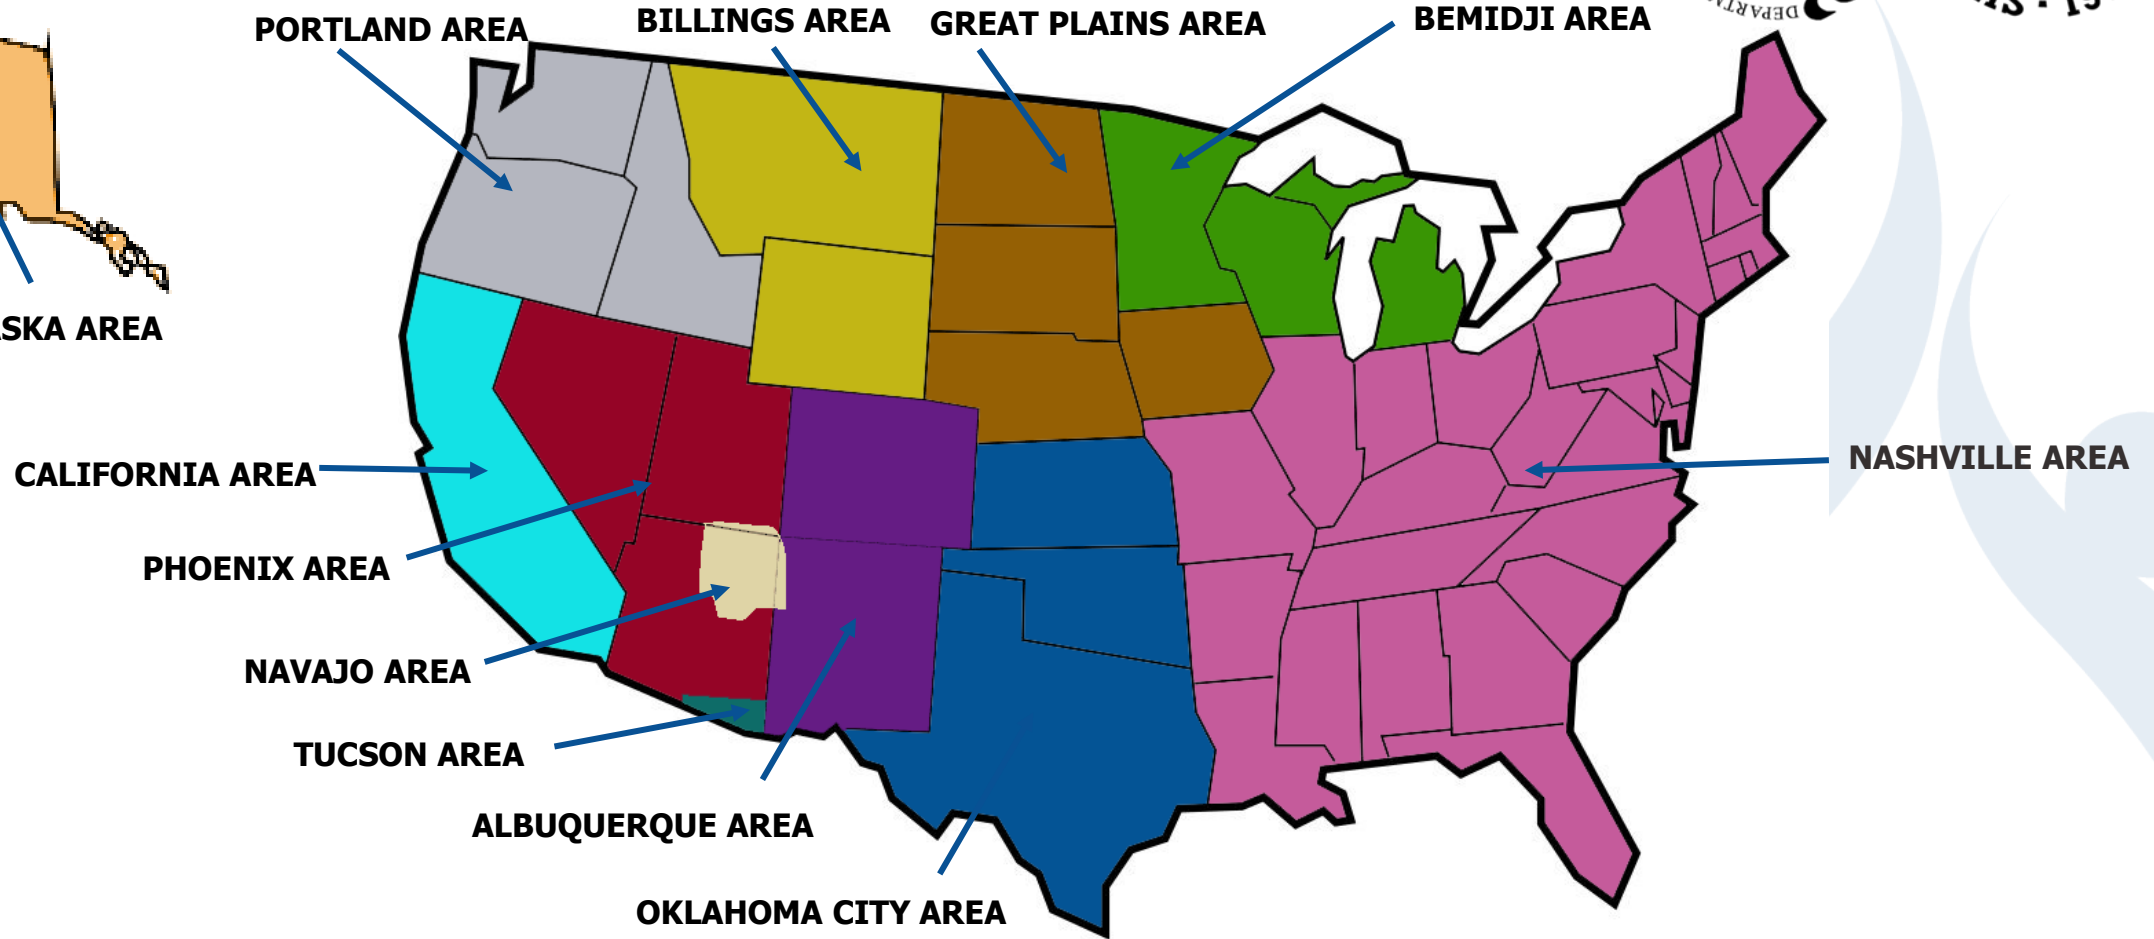 PORTLAND AREA
BILLINGS AREA
GREAT PLAINS AREA
BEMIDJI AREA
SKA AREA
CALIFORNIA AREA
NASHVILLE AREA
PHOENIX AREA
NAVAJO AREA
TUCSON AREA
ALBUQUERQUE AREA
OKLAHOMA CITY AREA